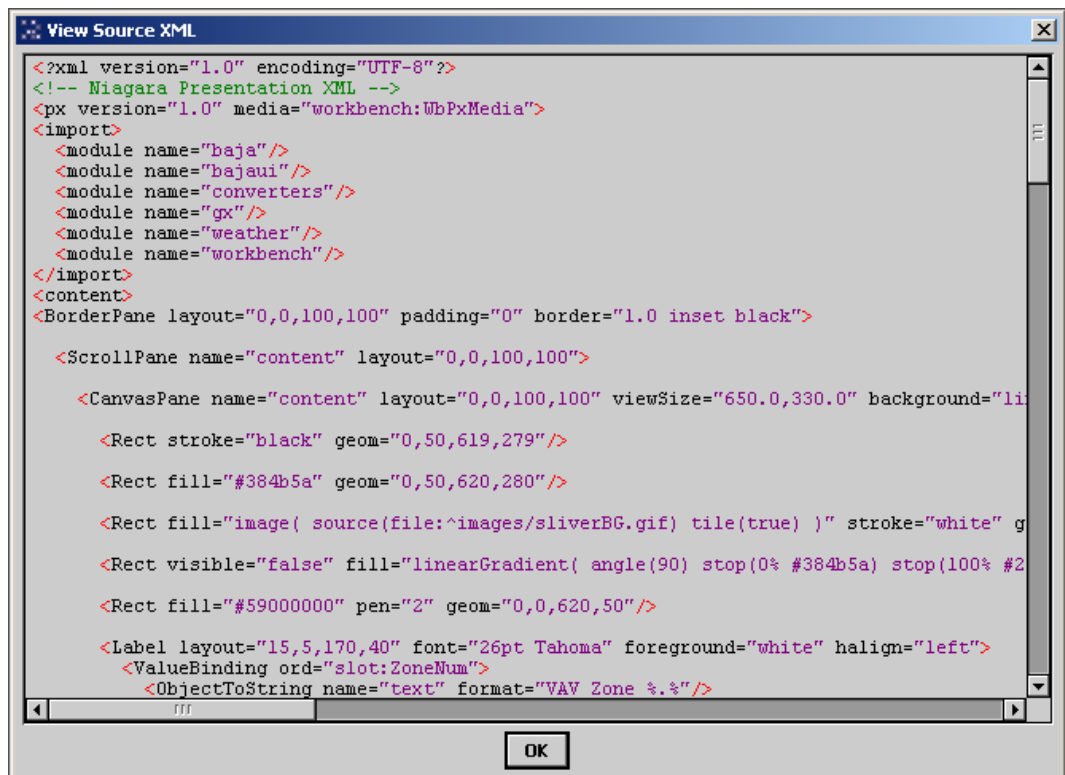 View Source XML
<?xml version="1.0" encoding="UTF-8"?>
<!-- Niagara Presentation XML -->
<px version="1.0" media="workbench:WbPxMedia">
<import>
  <module name="baja"/>
  <module name="bajaui"/>
  <module name="converters"/>
  <module name="gx"/>
  <module name="weather"/>
  <module name="workbench"/>
</import>
<content>
<BorderPane layout="0,0,100,100" padding="0" border="1.0 inset black">
  <ScrollPane name="content" layout="0,0,100,100">
    <CanvasPane name="content" layout="0,0,100,100" viewSize="650.0,330.0" background="li
      <Rect stroke="black" geom="0,50,619,279"/>
      <Rect fill="#384b5a" geom="0,50,620,280"/>
      <Rect fill="image( source(file:^images/sliverBG.gif) tile(true) )" stroke="white" g
      <Rect visible="false" fill="linearGradient( angle(90) stop(0% #384b5a) stop(100% #2
      <Rect fill="#59000000" pen="2" geom="0,0,620,50"/>
      <Label layout="15,5,170,40" font="26pt Tahoma" foreground="white" halign="left">
        <ValueBinding ord="slot:ZoneNum">
          <ObjectToString name="text" format="VAV Zone %.%"/>
OK